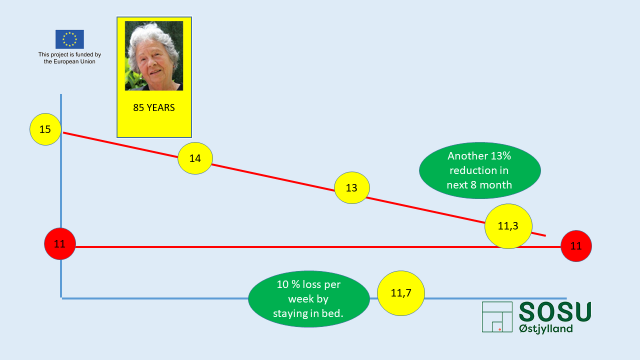 This project is funded by
the European Union
85 YEARS
15
14
13
Another 13%
reduction in
next 8 month
11,3
11
11
10 % loss per
week by
staying in bed.
11,7
SOSU
Østjylland